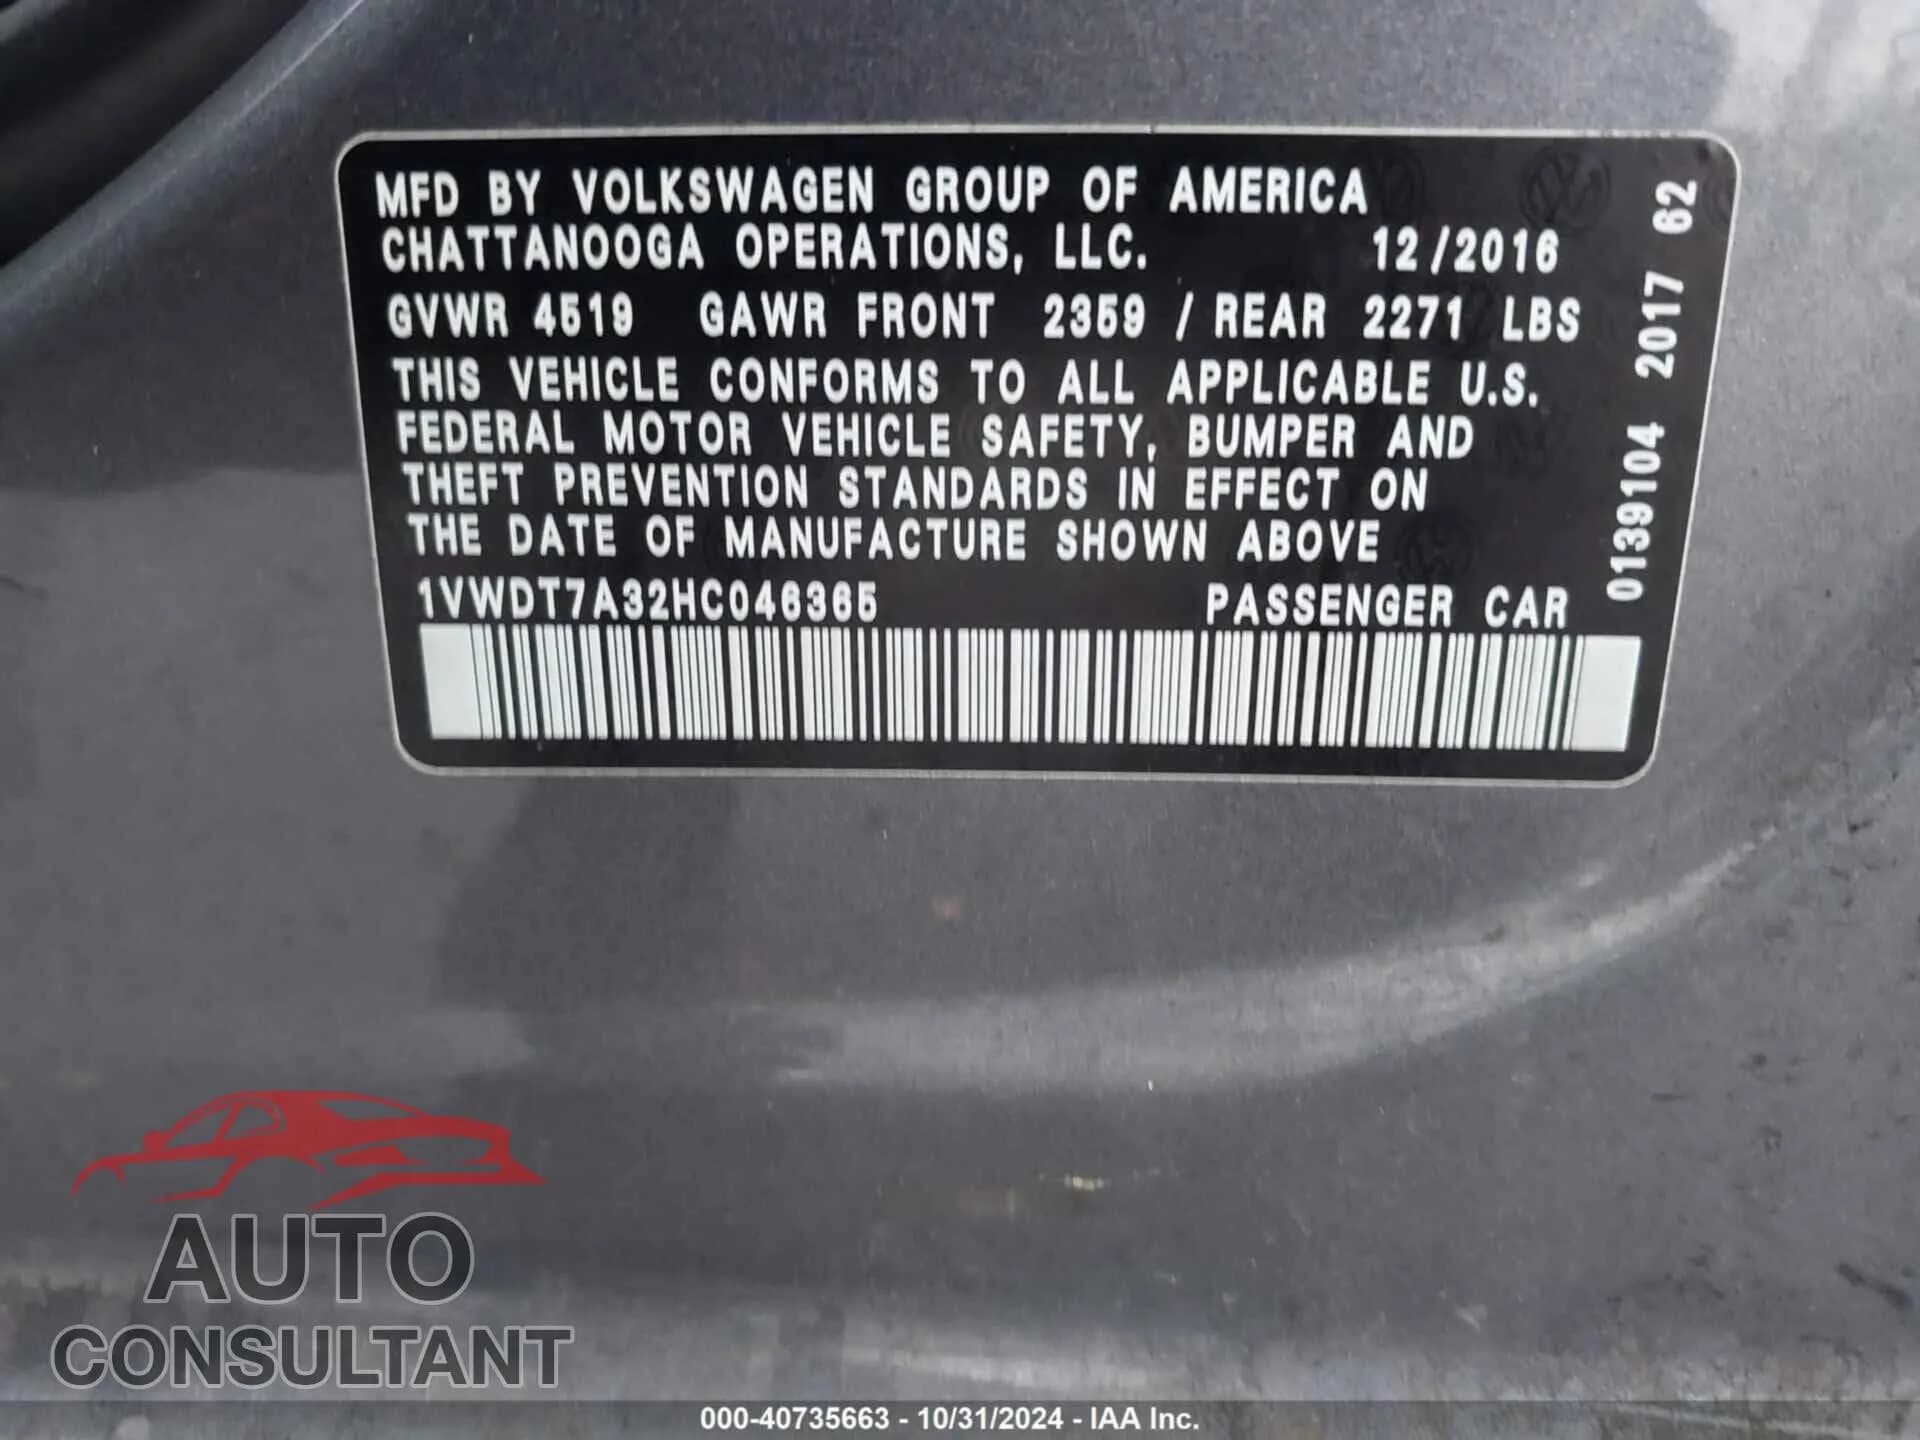 MFD BY VOLKSWAGEN GROUP OF AMERICA
CHATTANOOGA OPERATIONS, LLC. 12/2016
GVWR 4519 GAWR FRONT 2359 / REAR 2271 LBS
THIS VEHICLE CONFORMS TO ALL APPLICABLE U.S.
FEDERAL MOTOR VEHICLE SAFETY, BUMPER AND
THEFT PREVENTION STANDARDS IN EFFECT ON
THE DATE OF MANUFACTURE SHOWN ABOVE
1VWDT7A32HC046365 PASSENGER CAR
0139104 2017 62
AUTO
CONSULTANT
000-40735663 - 10/31/2024 - IAA Inc.